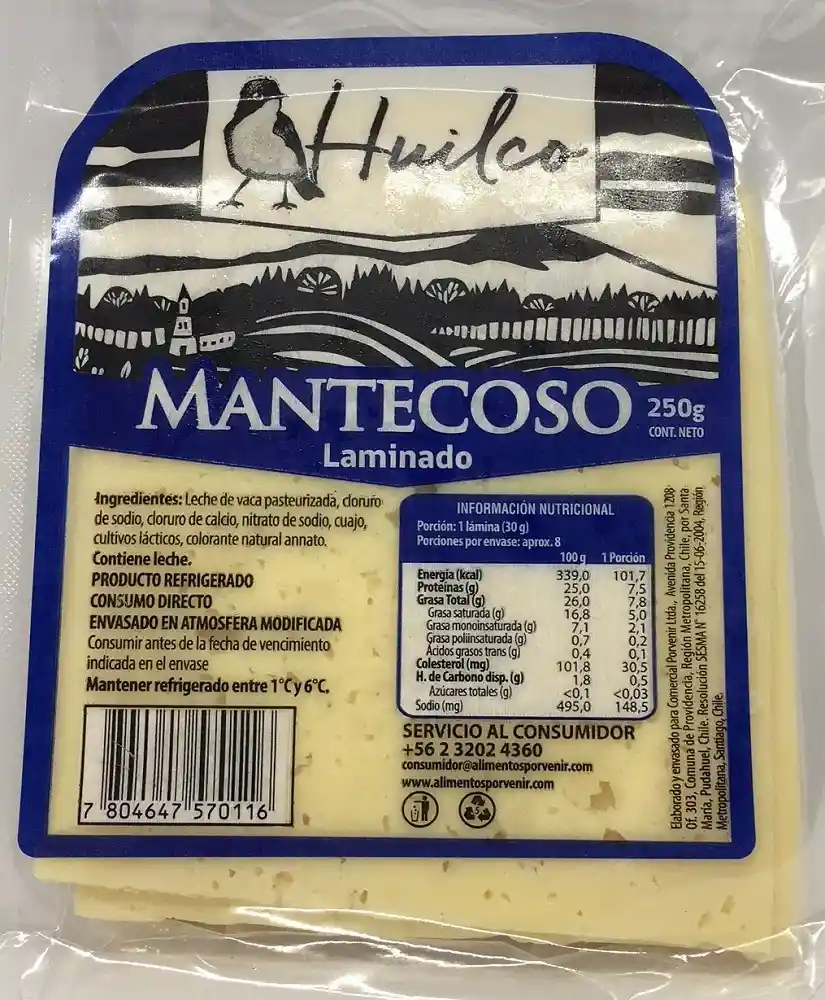 Huilco
MANTECOSO
Laminado
250g
CONT. NETO
Ingredientes: Leche de vaca pasteurizada, cloruro
de sodio, cloruro de calcio, nitrato de sodio, cuajo,
cultivos lácticos, colorante natural annato.
Contiene leche.
PRODUCTO REFRIGERADO
CONSUMO DIRECTO
ENVASADO EN ATMOSFERA MODIFICADA
Consumir antes de la fecha de vencimiento
indicada en el envase
Mantener refrigerado entre 1°C y 6°C.
7 804647 570116
INFORMACIÓN NUTRICIONAL
Porción: 1 lámina (30 g)
Porciones por envase: aprox. 8
100 g 1 Porción
Energía (kcal) 339,0 101,7
Proteínas (g) 25,0 7,5
Grasa Total (g) 26,0 7,8
Grasa saturada (g) 16,8 5,0
Grasa monoinsaturada (g) 7,1 2,1
Grasa poliinsaturada (g) 0,7 0,2
Ácidos grasos trans (g) 0,4 0,1
Colesterol (mg) 101,8 30,5
H. de Carbono disp. (g) 1,8 0,5
Azúcares totales (g) <0,1 <0,03
Sodio (mg) 495,0 148,5
SERVICIO AL CONSUMIDOR
+56 2 3202 4360
consumidor@alimentosporvenir.com
www.alimentosporvenir.com
Elaborado y envasado para Comercial Porvenir Ltda., Avenida Providencia 1208
Of. 303, Comuna de Providencia, Región Metropolitana, Chile, por Santa
María, Pudahuel, Chile. Resolución SESMA N° 16258 del 15-06-2004, Región
Metropolitana, Santiago, Chile.